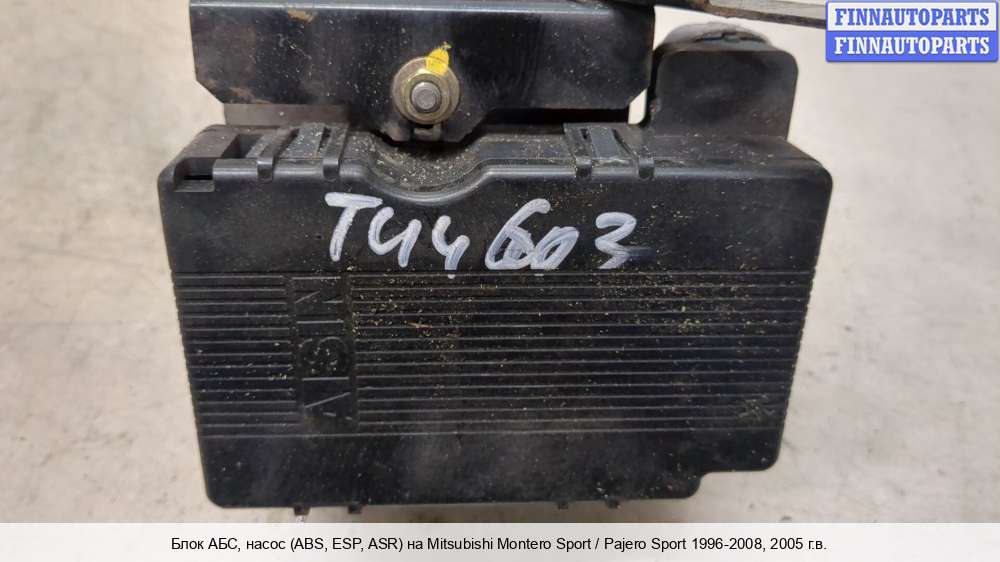 FINNAUTOPARTS
FINNAUTOPARTS
T44603
AISIN
Блок АБС, насос (ABS, ESP, ASR) на Mitsubishi Montero Sport / Pajero Sport 1996-2008, 2005 г.в.